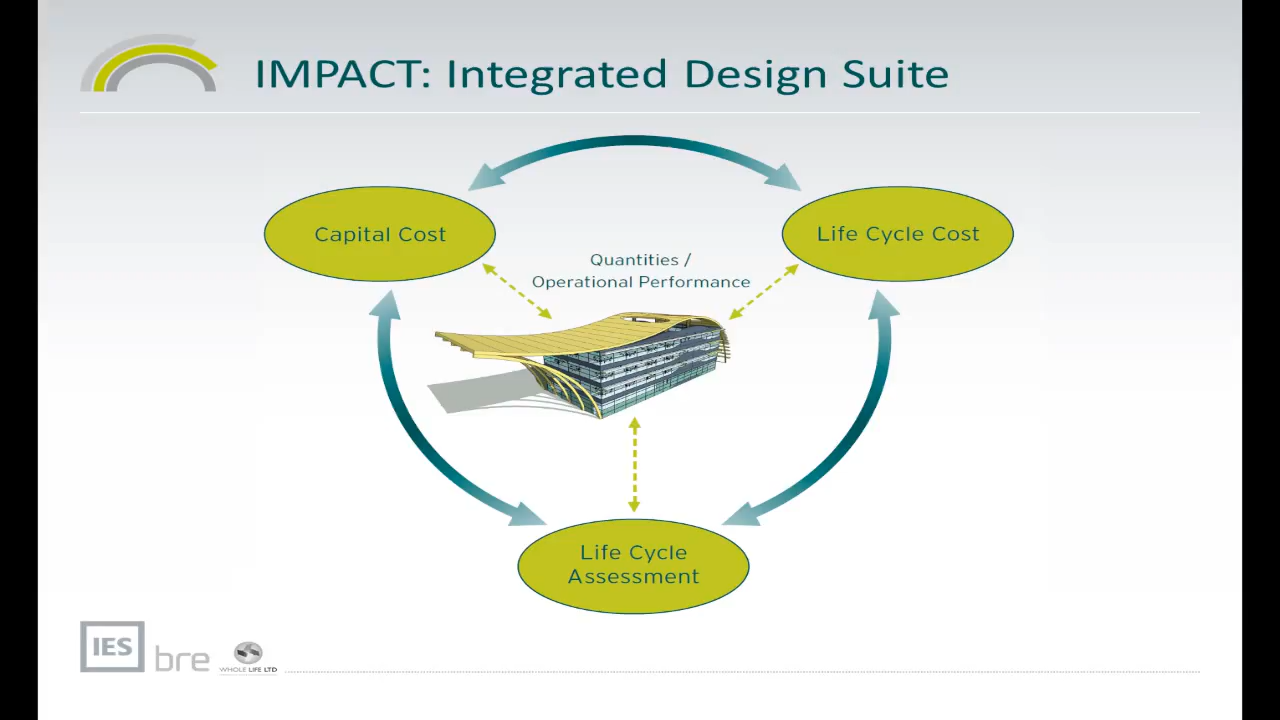 IMPACT: Integrated Design Suite
Capital Cost
Life Cycle Cost
Quantities /
Operational Performance
Life Cycle
Assessment
IES
bre
WHOLE LIFE LTD